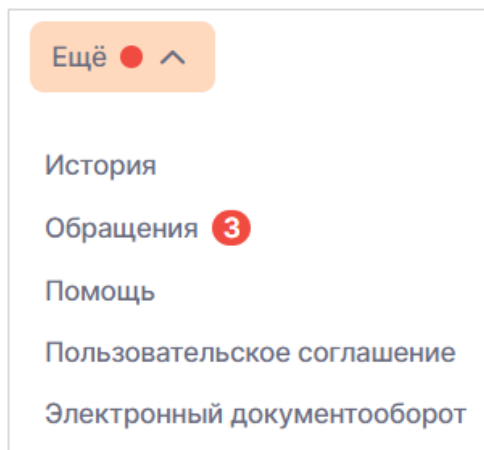 Ещё
История
Обращения 3
Помощь
Пользовательское соглашение
Электронный документооборот